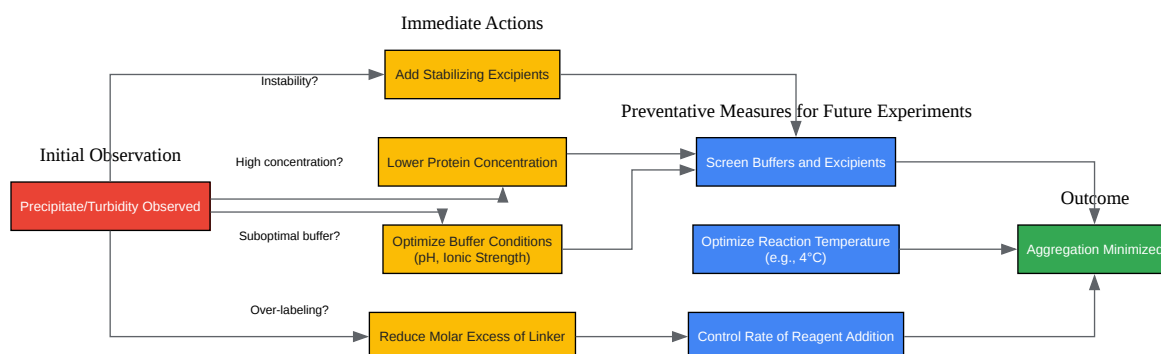 Immediate Actions
Add Stabilizing Excipients
Instability?
Preventative Measures for Future Experiments
Initial Observation
High concentration?
Lower Protein Concentration
Screen Buffers and Excipients
Precipitate/Turbidity Observed
Outcome
Suboptimal buffer?
Optimize Buffer Conditions
(pH, Ionic Strength)
Optimize Reaction Temperature
(e.g., 4°C)
Aggregation Minimized
Over-labeling?
Reduce Molar Excess of Linker
Control Rate of Reagent Addition